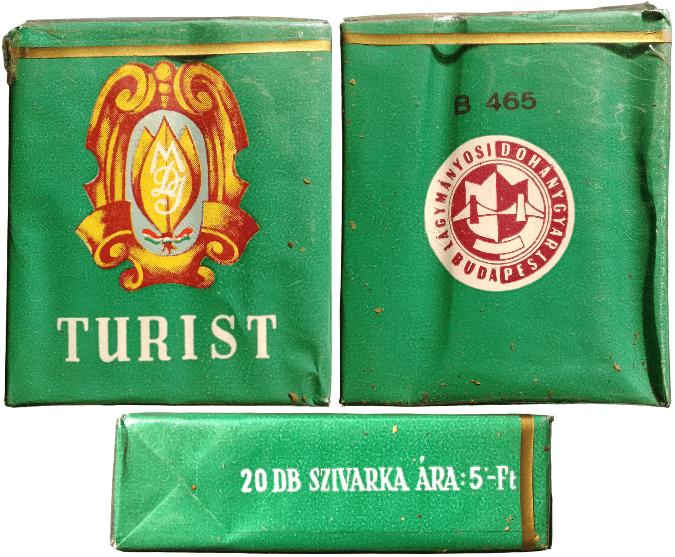 MDJ
TURIST
B 465
LÁGYMÁNYOSI DOHÁNYGYÁR
BUDAPEST
20 DB SZIVARKA ÁRA: 5-Ft